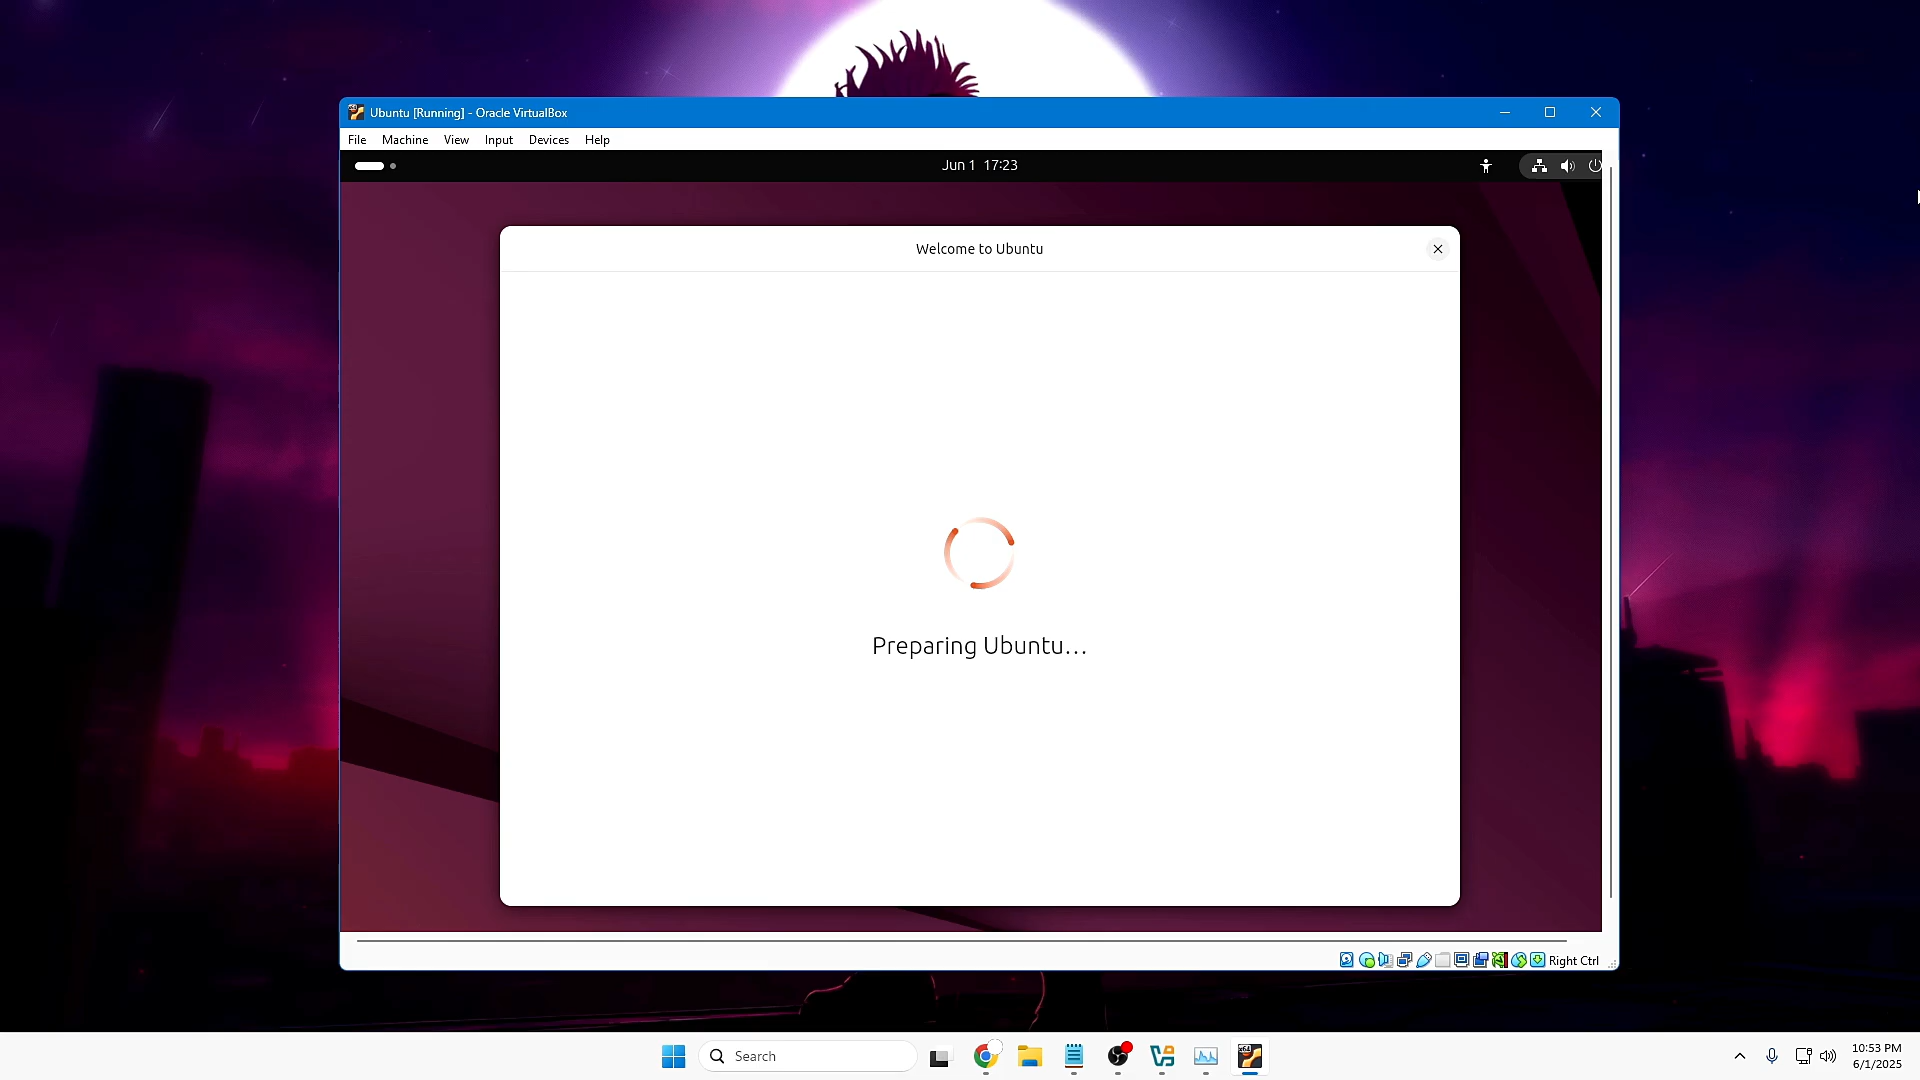 Ubuntu [Running] - Oracle VirtualBox
File Machine View Input Devices Help
Jun 1 17:23
Welcome to Ubuntu
Preparing Ubuntu...
Right Ctrl
Search
10:53 PM
6/1/2025